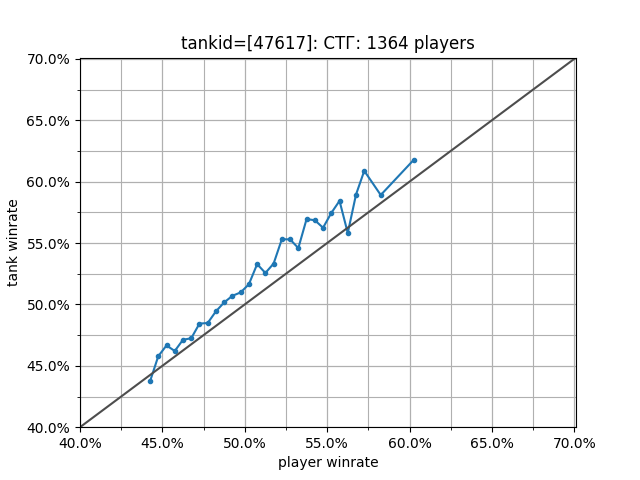 tankid=[47617]: СТГ: 1364 players
70.0%
65.0%
60.0%
55.0%
50.0%
45.0%
40.0%
tank winrate
40.0% 45.0% 50.0% 55.0% 60.0% 65.0% 70.0%
player winrate